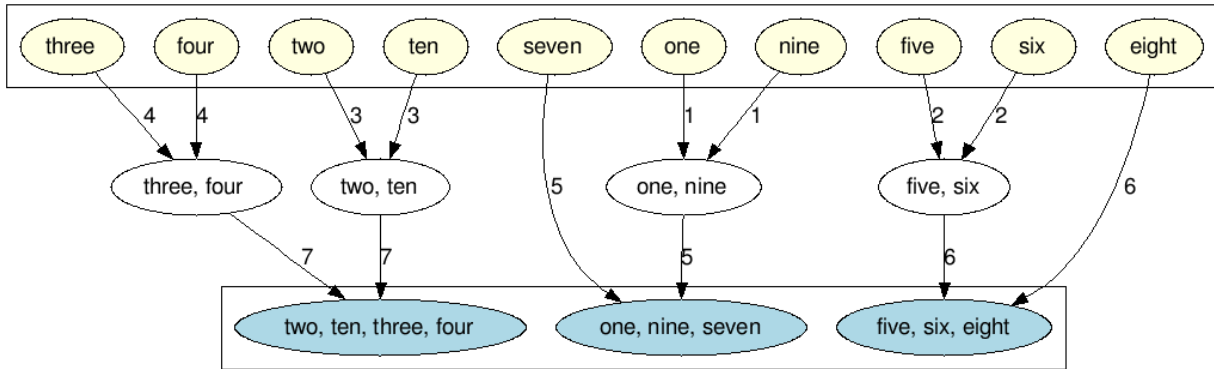 three four two ten seven one nine five six eight
4 4 3 3 1 1 2 2
three, four two, ten 5 one, nine five, six 6
7 7 5 6
two, ten, three, four one, nine, seven five, six, eight